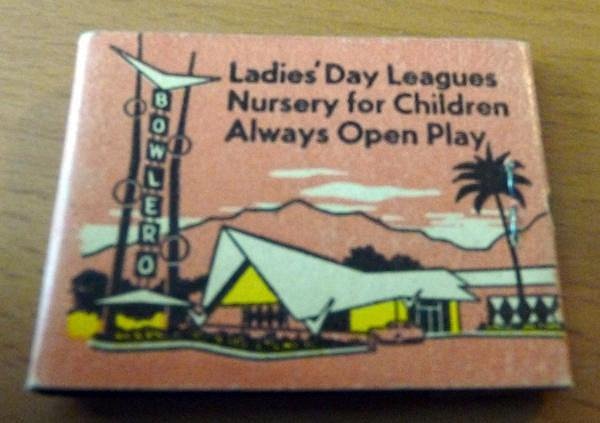 Ladies' Day Leagues
Nursery for Children
Always Open Play
BOWLERO